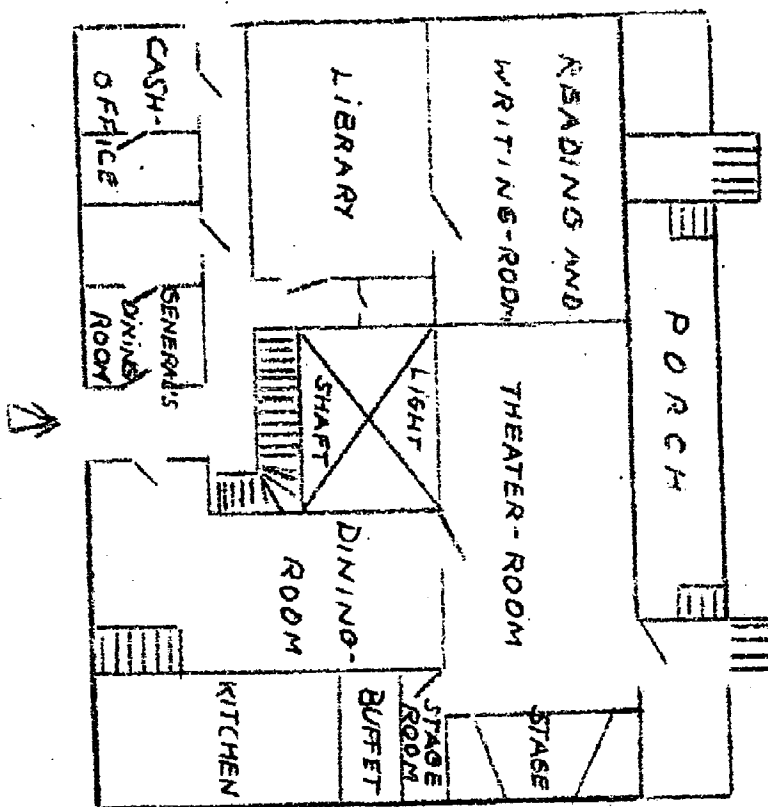 PORCH
READING AND
WRITING-ROOM
THEATER-ROOM
STAGE
LIBRARY
LIGHT
SHAFT
DINING-
ROOM
STAGE
ROOM
BUFFET
KITCHEN
CASH-
OFFICE
GENERAL'S
DINING
ROOM